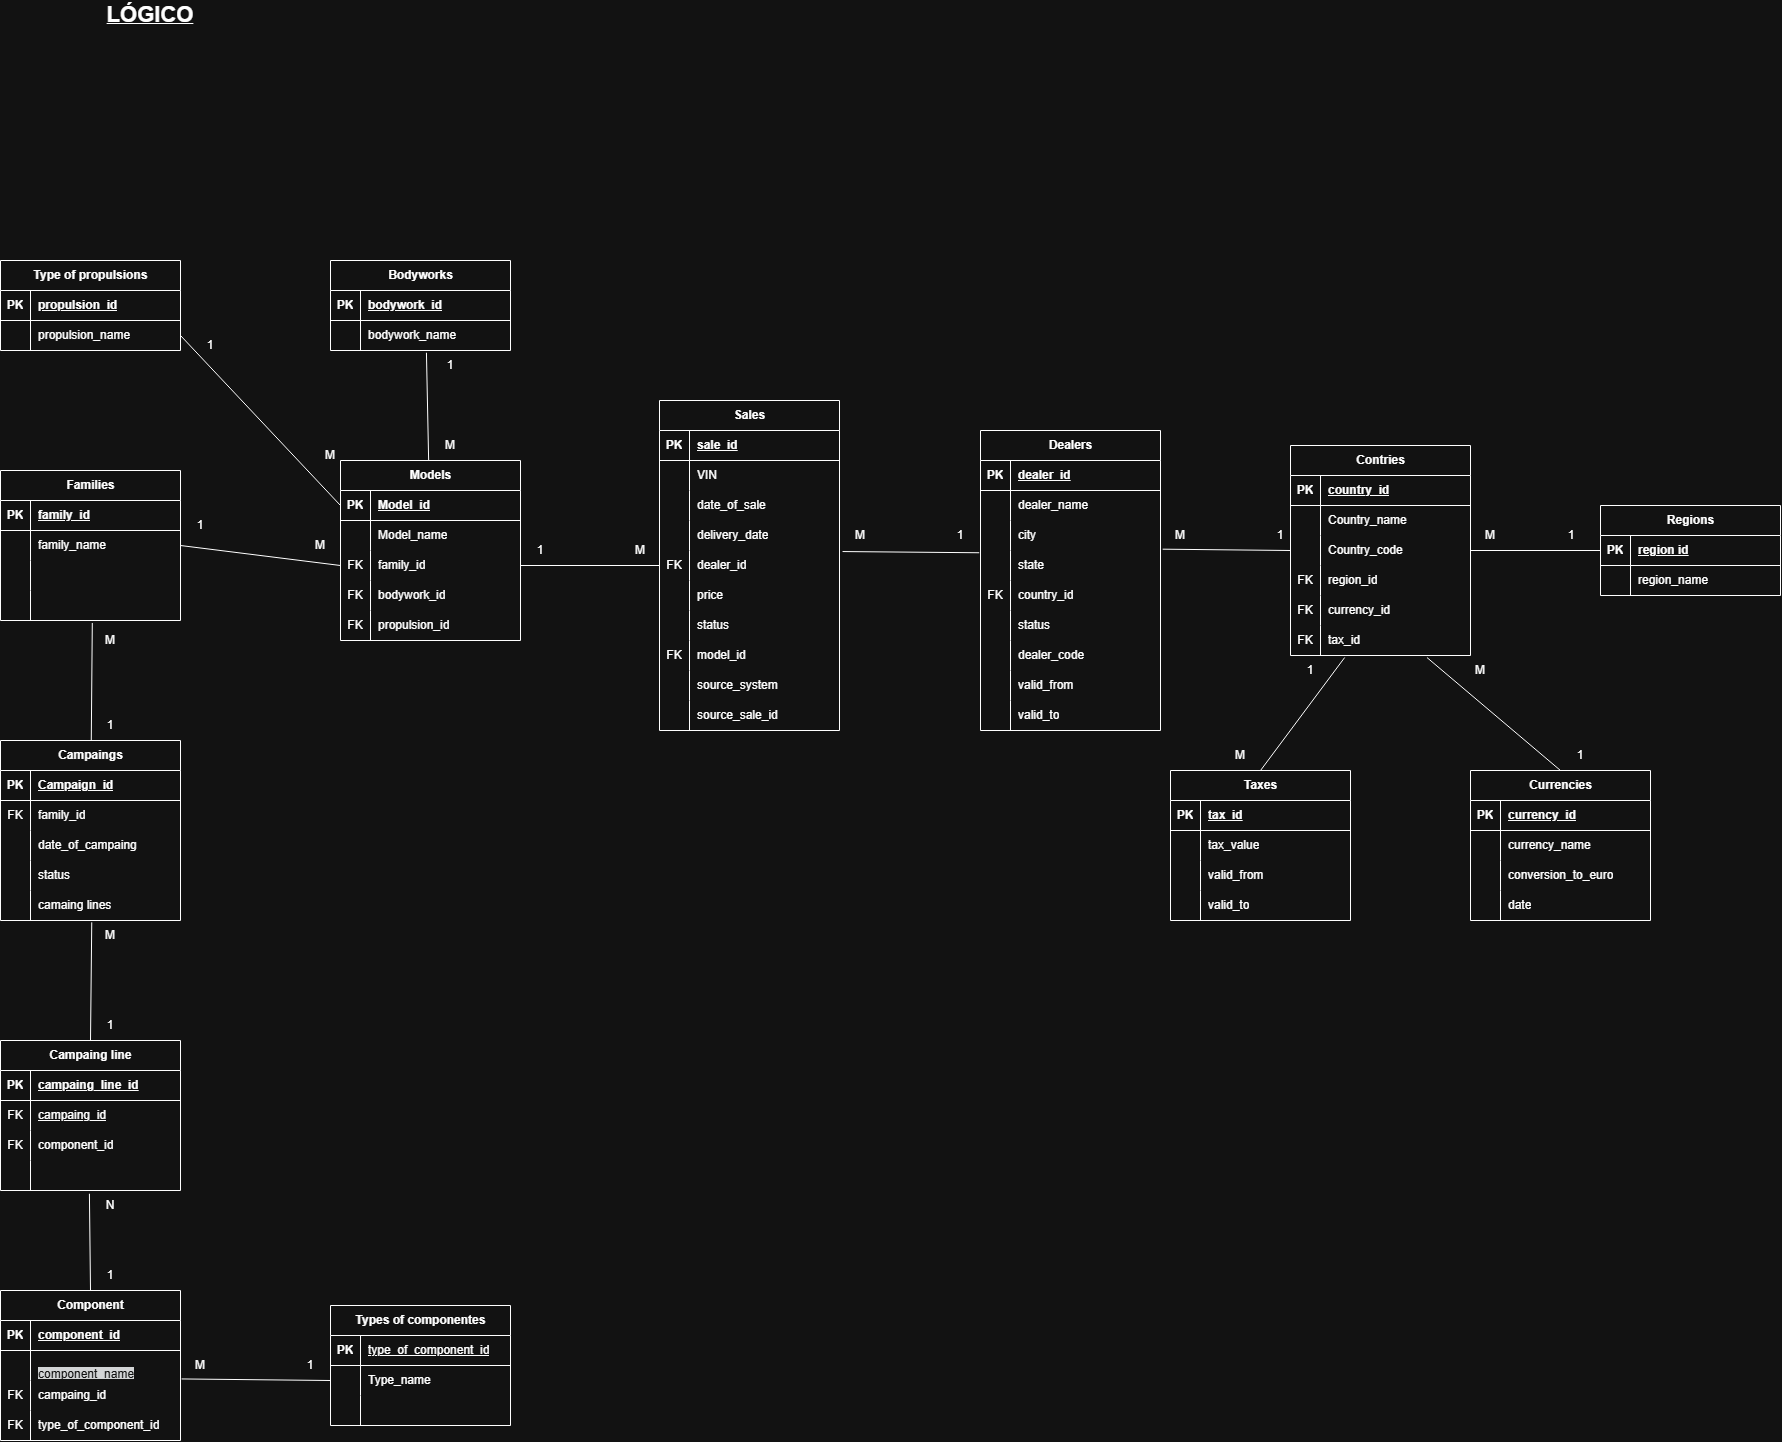 LÓGICO
Type of propulsions
PK propulsion_id
propulsion_name
1
M
Bodyworks
PK bodywork_id
bodywork_name
1
M
Families
PK family_id
family_name
1
M
M
1
Models
PK Model_id
Model_name
FK family_id
FK bodywork_id
FK propulsion_id
1
M
Sales
PK sale_id
VIN
date_of_sale
delivery_date
FK dealer_id
price
status
FK model_id
source_system
source_sale_id
M
1
Dealers
PK dealer_id
dealer_name
city
state
FK country_id
status
dealer_code
valid_from
valid_to
M
1
Contries
PK country_id
Country_name
Country_code
FK region_id
FK currency_id
FK tax_id
M
1
Regions
PK region id
region_name
1
M
M
1
Taxes
PK tax_id
tax_value
valid_from
valid_to
Currencies
PK currency_id
currency_name
conversion_to_euro
date
Campaings
PK Campaign_id
FK family_id
date_of_campaing
status
camaing lines
M
1
Campaing line
PK campaing_line_id
FK campaing_id
FK component_id
N
1
Component
PK component_id
component_name
FK campaing_id
FK type_of_component_id
M
1
Types of componentes
PK type_of_component_id
Type_name